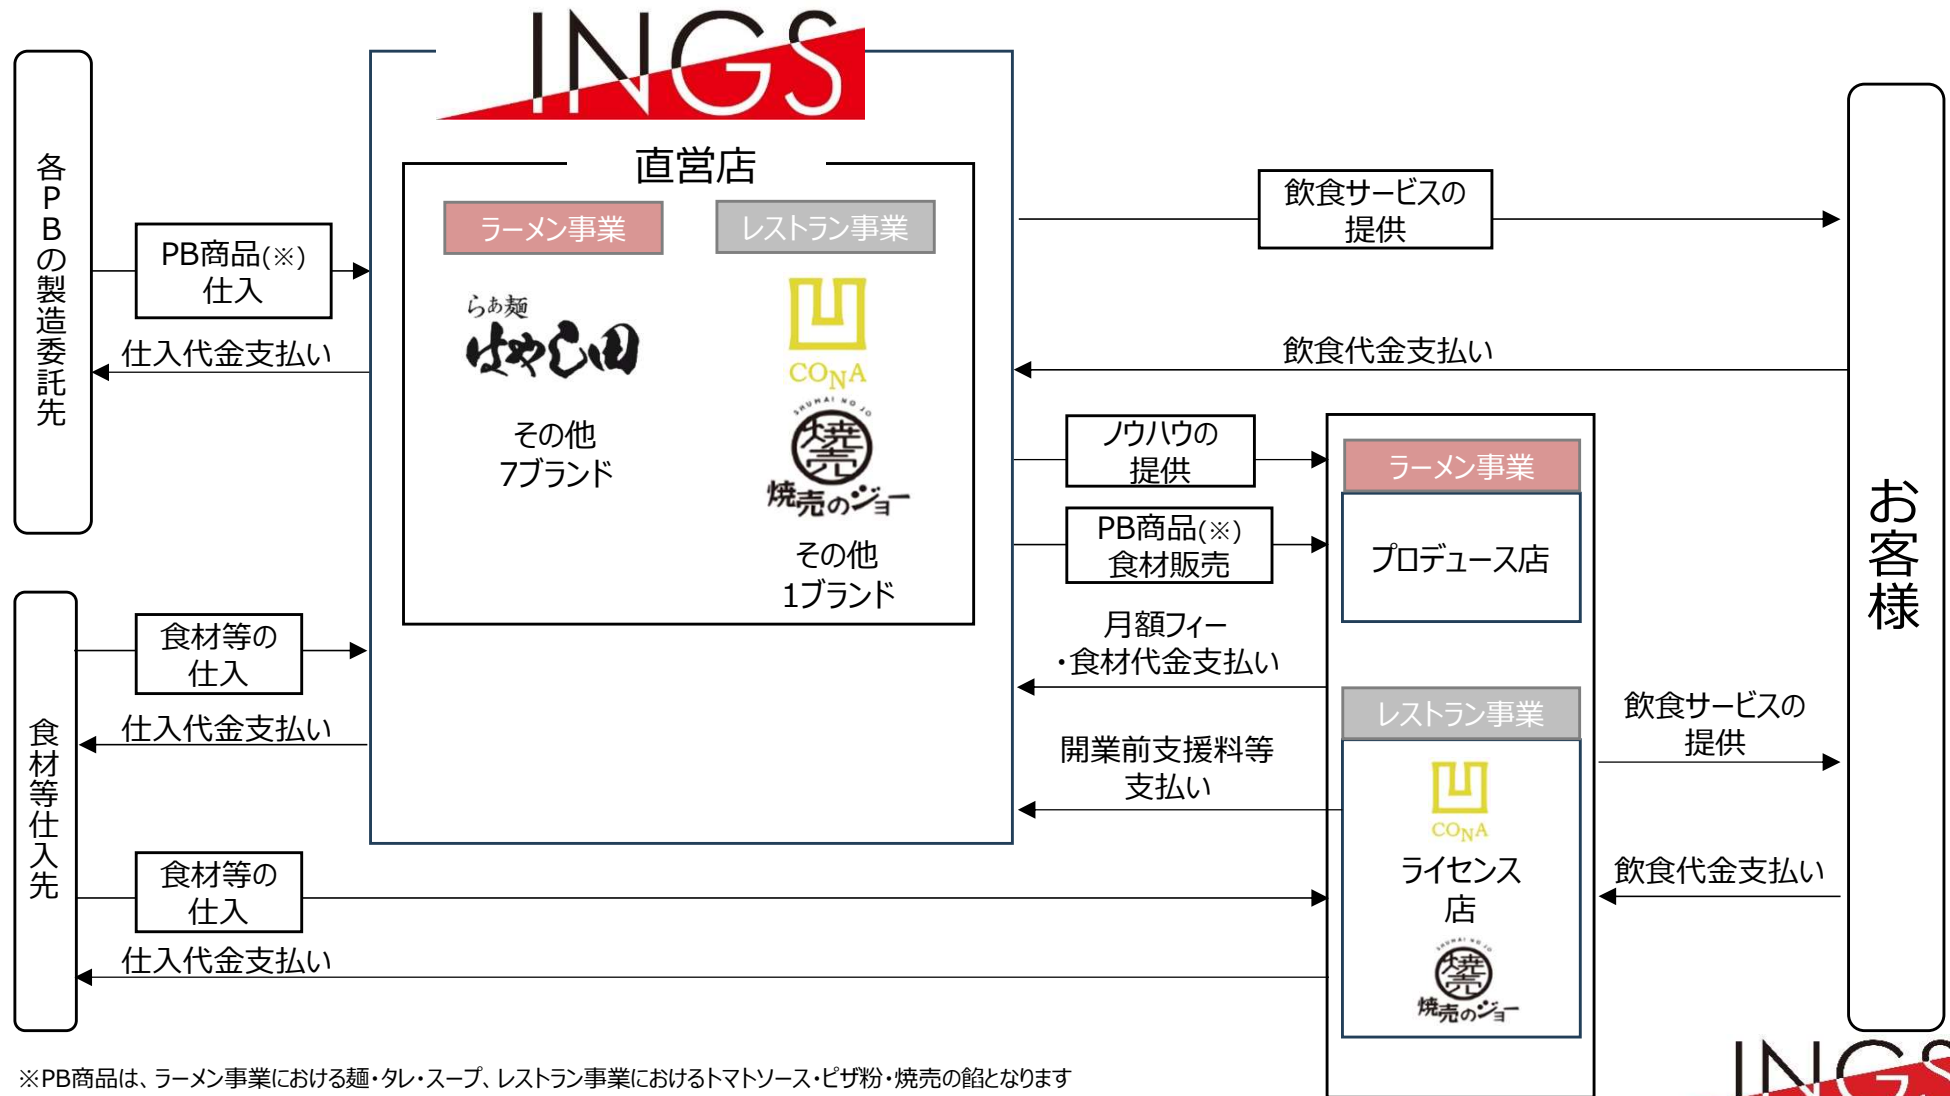 INGS
各PBの製造委託先
PB商品(※)
仕入
仕入代金支払い
食材等仕入先
食材等の
仕入
仕入代金支払い
食材等の
仕入
仕入代金支払い
直営店
ラーメン事業
らぁ麺
はやし田
その他
7ブランド
レストラン事業
CONA
SHUMAI NO JO
焼売
焼売のジョー
その他
1ブランド
飲食サービスの
提供
飲食代金支払い
ノウハウの
提供
PB商品(※)
食材販売
月額フィー
・食材代金支払い
開業前支援料等
支払い
ラーメン事業
プロデュース店
レストラン事業
CONA
ライセンス
店
SHUMAI NO JO
焼売
焼売のジョー
飲食サービスの
提供
飲食代金支払い
お客様
※PB商品は、ラーメン事業における麺・タレ・スープ、レストラン事業におけるトマトソース・ピザ粉・焼売の餡となります
INGS